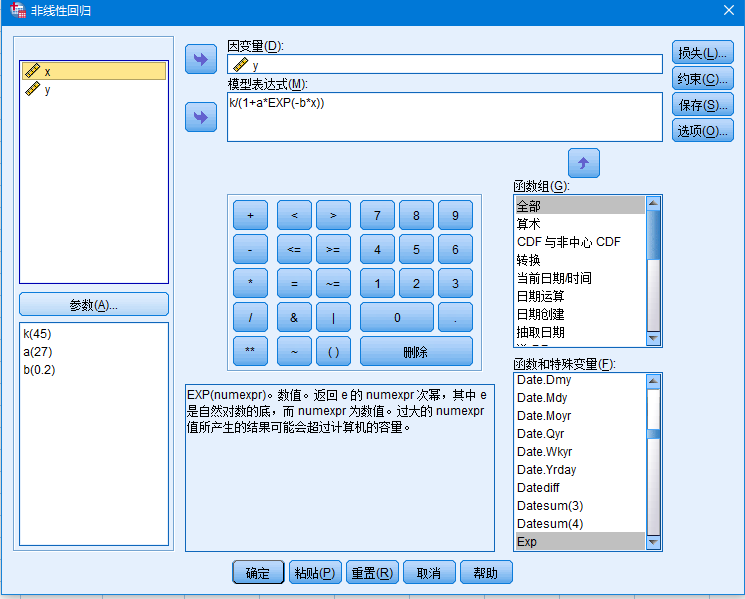 非线性回归
x
y
因变量(D):
y
模型表达式(M):
k/(1+a*EXP(-b*x))
损失(L)...
约束(C)...
保存(S)...
选项(O)...
参数(A)...
k(45)
a(27)
b(0.2)
+ < > 7 8 9
- <= >= 4 5 6
* = ~= 1 2 3
/ & | 0 .
** ~ ( ) 删除
函数组(G):
全部
算术
CDF 与非中心 CDF
转换
当前日期/时间
日期运算
日期创建
抽取日期
EXP(numexpr)。数值。返回 e 的 numexpr 次幂，其中 e
是自然对数的底，而 numexpr 为数值。过大的 numexpr
值所产生的结果可能会超过计算机的容量。
函数和特殊变量(F):
Date.Dmy
Date.Mdy
Date.Moyr
Date.Qyr
Date.Wkyr
Date.Yrday
Datediff
Datesum(3)
Datesum(4)
Exp
确定 粘贴(P) 重置(R) 取消 帮助